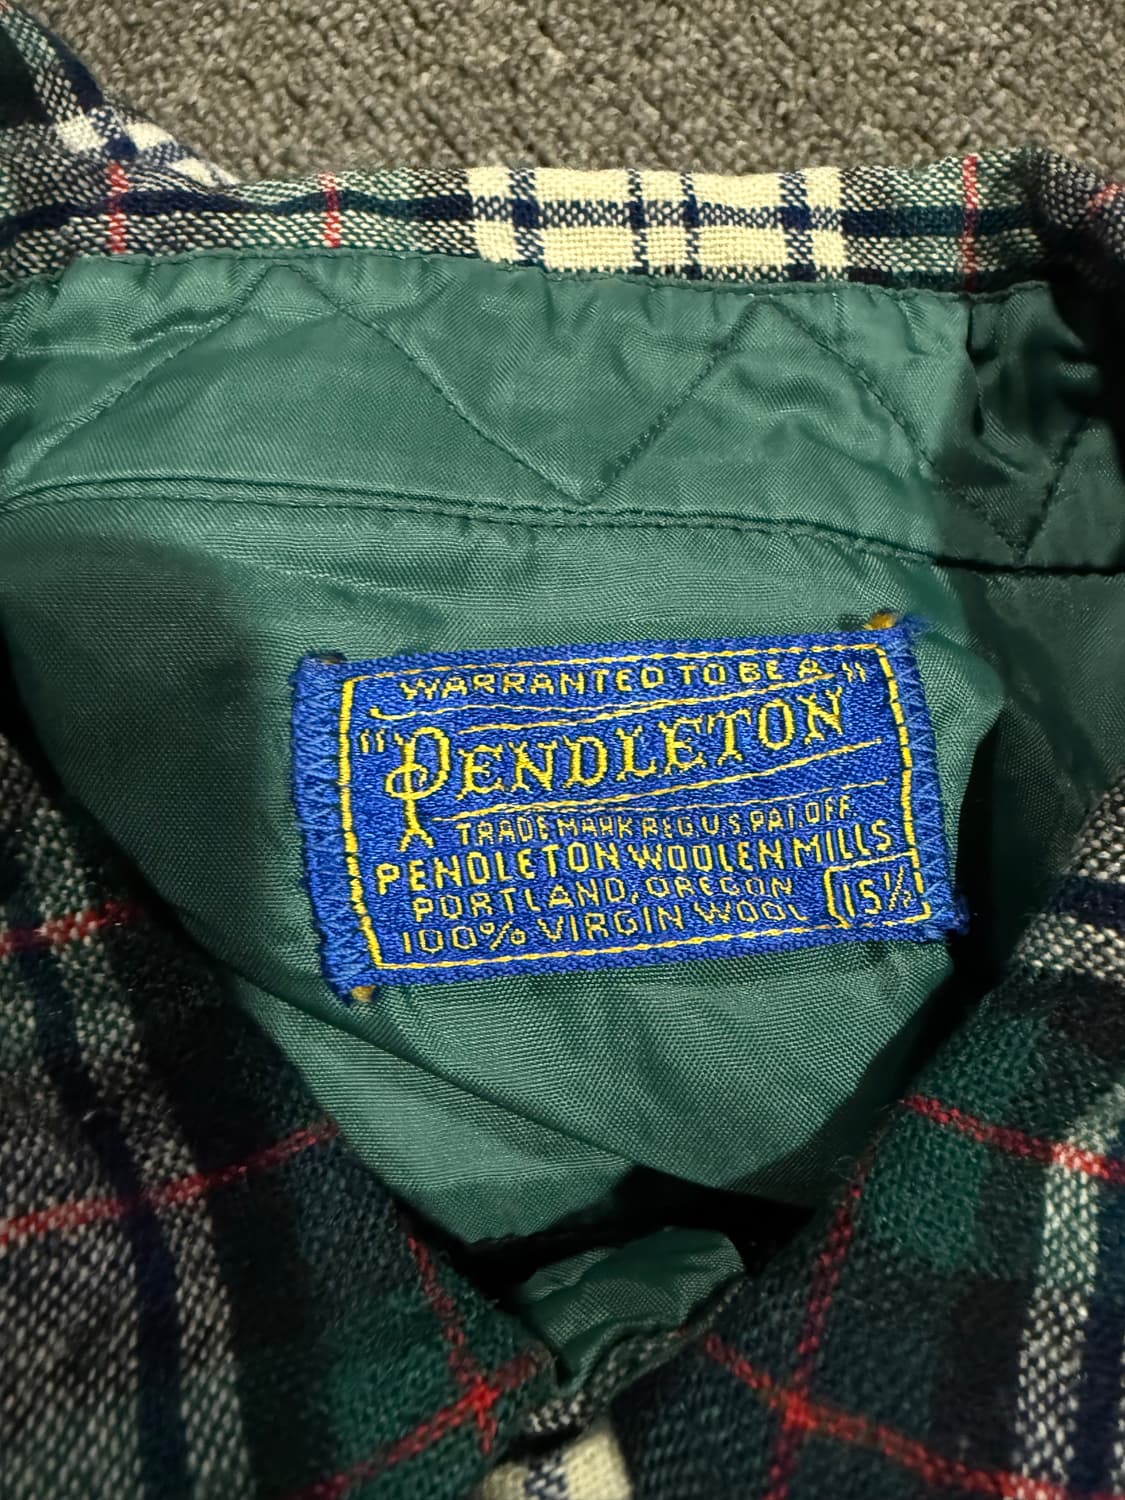 WARRANTED TO BE A
"PENDLETON"
TRADE MARK REG. U.S. PAT. OFF.
PENDLETON WOOLEN MILLS
PORTLAND, OREGON
100% VIRGIN WOOL 15½